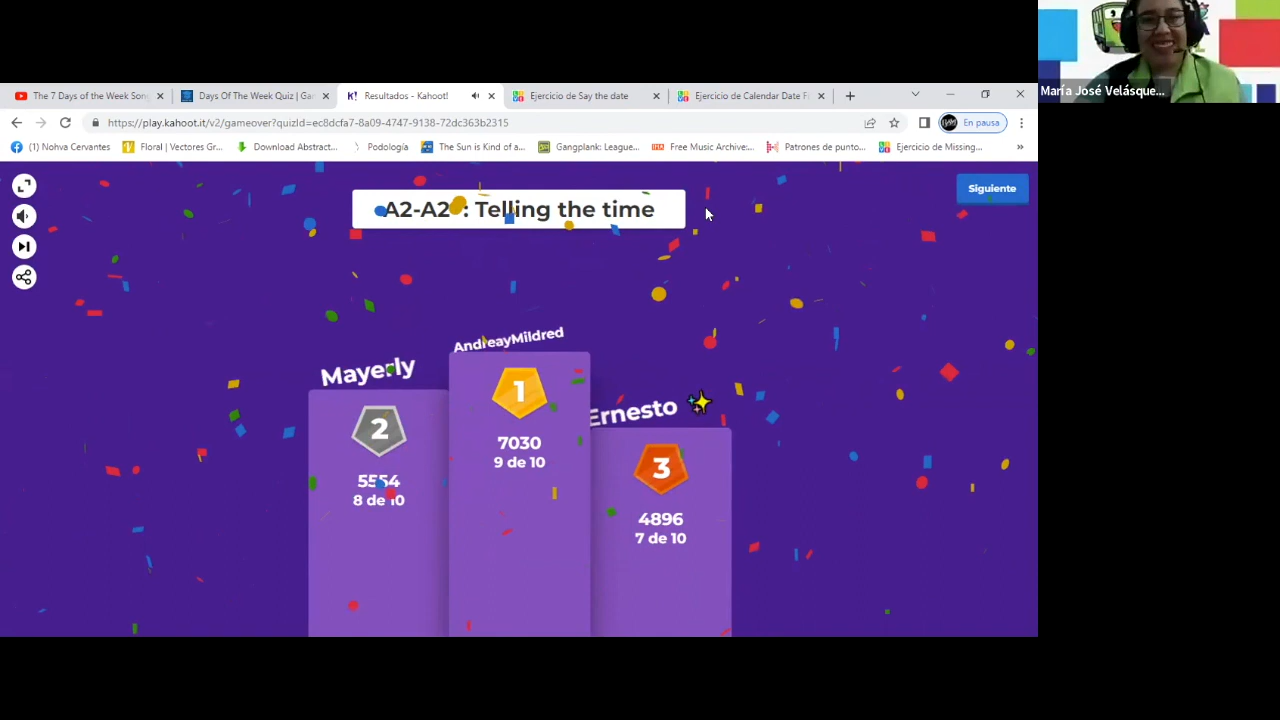 María José Velásque...
The 7 Days of the Week Song
Days Of The Week Quiz | Ga
Resultados - Kahoot!
Ejercicio de Say the date
Ejercicio de Calendar Date Fi
https://play.kahoot.it/v2/gameover?quizId=ec8dcfa7-8a09-4747-9138-72dc363b2315
En pausa
(1) Nohva Cervantes
Floral | Vectores Gr...
Download Abstract...
Podología
The Sun is Kind of a...
Gangplank: League...
Free Music Archive:...
Patrones de punto...
Ejercicio de Missing...
»
Siguiente
: Telling the time
AndreayMildred
Mayerly
Ernesto
1
7030
9 de 10
2
5554
8 de 10
3
4896
7 de 10